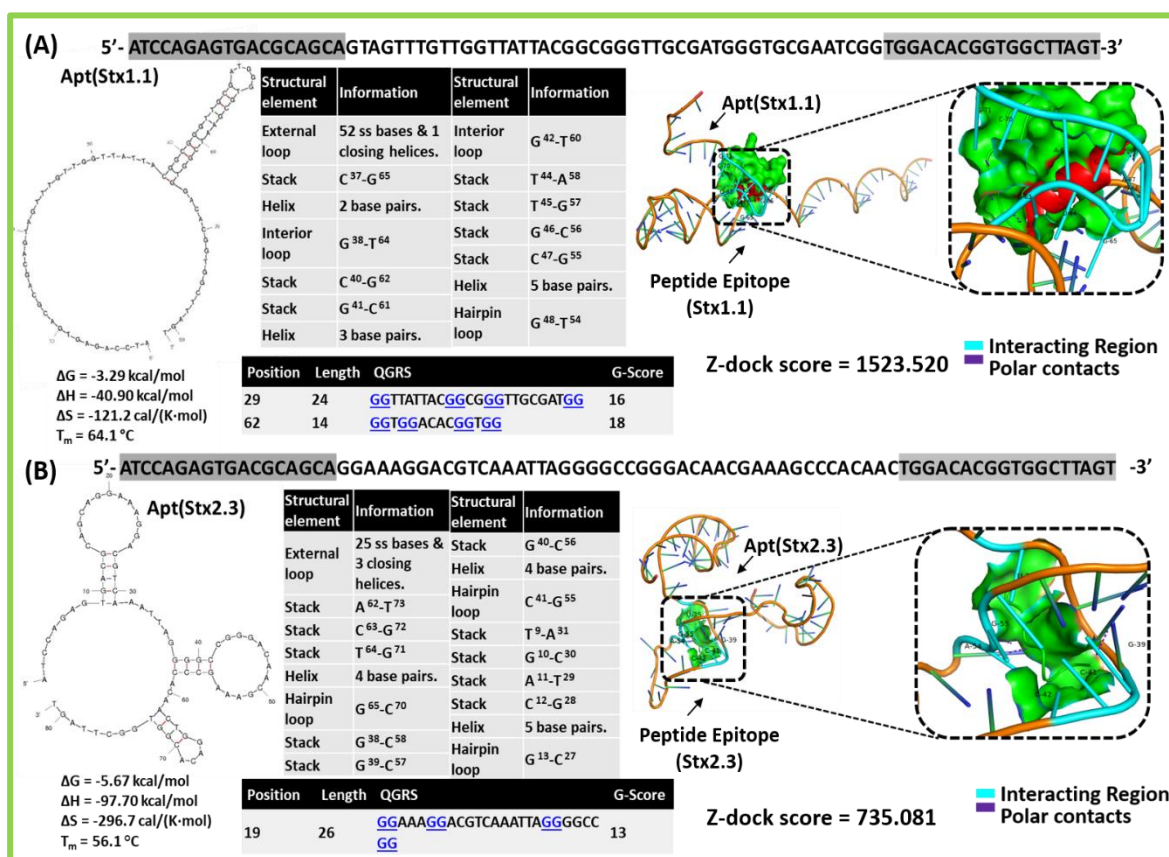 (A)
5’- ATCCAGAGTGACGCAGCAGTAGTTTGTTGGTTATTACGGCGGGTTGCGATGGGTGCGAATCGGTGGACACGGTGGCTTAGT-3’
Apt(Stx1.1)
Structural element Information Structural element Information
External loop 52 ss bases & 1 closing helices. Interior loop G42-T60
Stack C37-G65 Stack T44-A58
Helix 2 base pairs. Stack T45-G57
Interior loop G38-T64 Stack G46-C56
Stack C47-G55
Stack C40-G62 Helix 5 base pairs.
Stack G41-C61 Hairpin loop G48-T54
Helix 3 base pairs.
Apt(Stx1.1)
Peptide Epitope
(Stx1.1)
ΔG = -3.29 kcal/mol
ΔH = -40.90 kcal/mol
ΔS = -121.2 cal/(K·mol)
Tm = 64.1 °C
Position Length QGRS G-Score
29 24 GGTTATTACGGCGGGTTGCGATGG 16
62 14 GGTGGACACGGTGG 18
Z-dock score = 1523.520
Interacting Region
Polar contacts
(B)
5’- ATCCAGAGTGACGCAGCAGGAAAGGACGTCAAATTAGGGGCCGGGACAACGAAAGCCCACAACTGGACACGGTGGCTTAGT -3’
Apt(Stx2.3)
Structural element Information Structural element Information
External loop 25 ss bases & 3 closing helices. Stack G40-C56
Helix 4 base pairs.
Stack A62-T73 Hairpin loop C41-G55
Stack C63-G72 Stack T9-A31
Stack T64-G71 Stack G10-C30
Helix 4 base pairs. Stack A11-T29
Hairpin loop G65-C70 Stack C12-G28
Stack G38-C58 Helix 5 base pairs.
Stack G39-C57 Hairpin loop G13-C27
Apt(Stx2.3)
Peptide Epitope
(Stx2.3)
ΔG = -5.67 kcal/mol
ΔH = -97.70 kcal/mol
ΔS = -296.7 cal/(K·mol)
Tm = 56.1 °C
Position Length QGRS G-Score
19 26 GGAAAGGACGTCAAATTAGGGGCC
GG 13
Z-dock score = 735.081
Interacting Region
Polar contacts